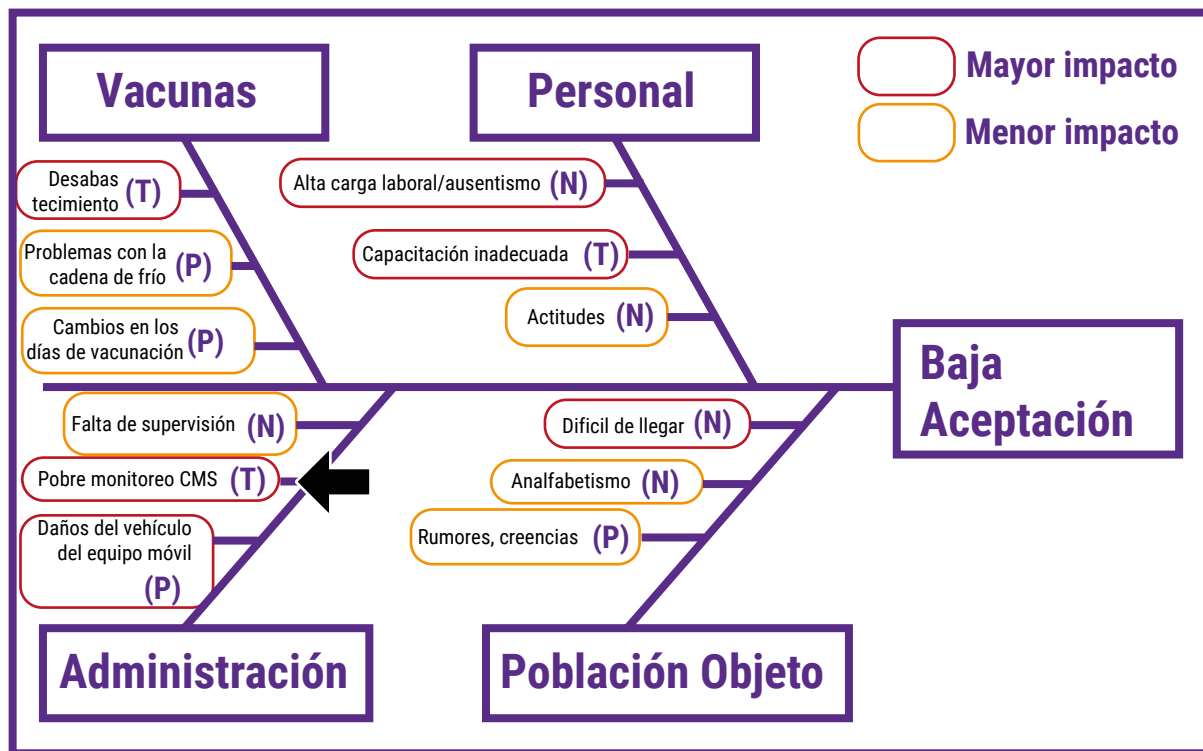 Vacunas
Personal
Mayor impacto
Menor impacto
Desabas
tecimiento (T)
Problemas con la
cadena de frío (P)
Cambios en los
días de vacunación (P)
Alta carga laboral/ausentismo (N)
Capacitación inadecuada (T)
Actitudes (N)
Baja
Aceptación
Falta de supervisión (N)
Pobre monitoreo CMS (T)
Daños del vehículo
del equipo móvil
(P)
Dificil de llegar (N)
Analfabetismo (N)
Rumores, creencias (P)
Administración
Población Objeto